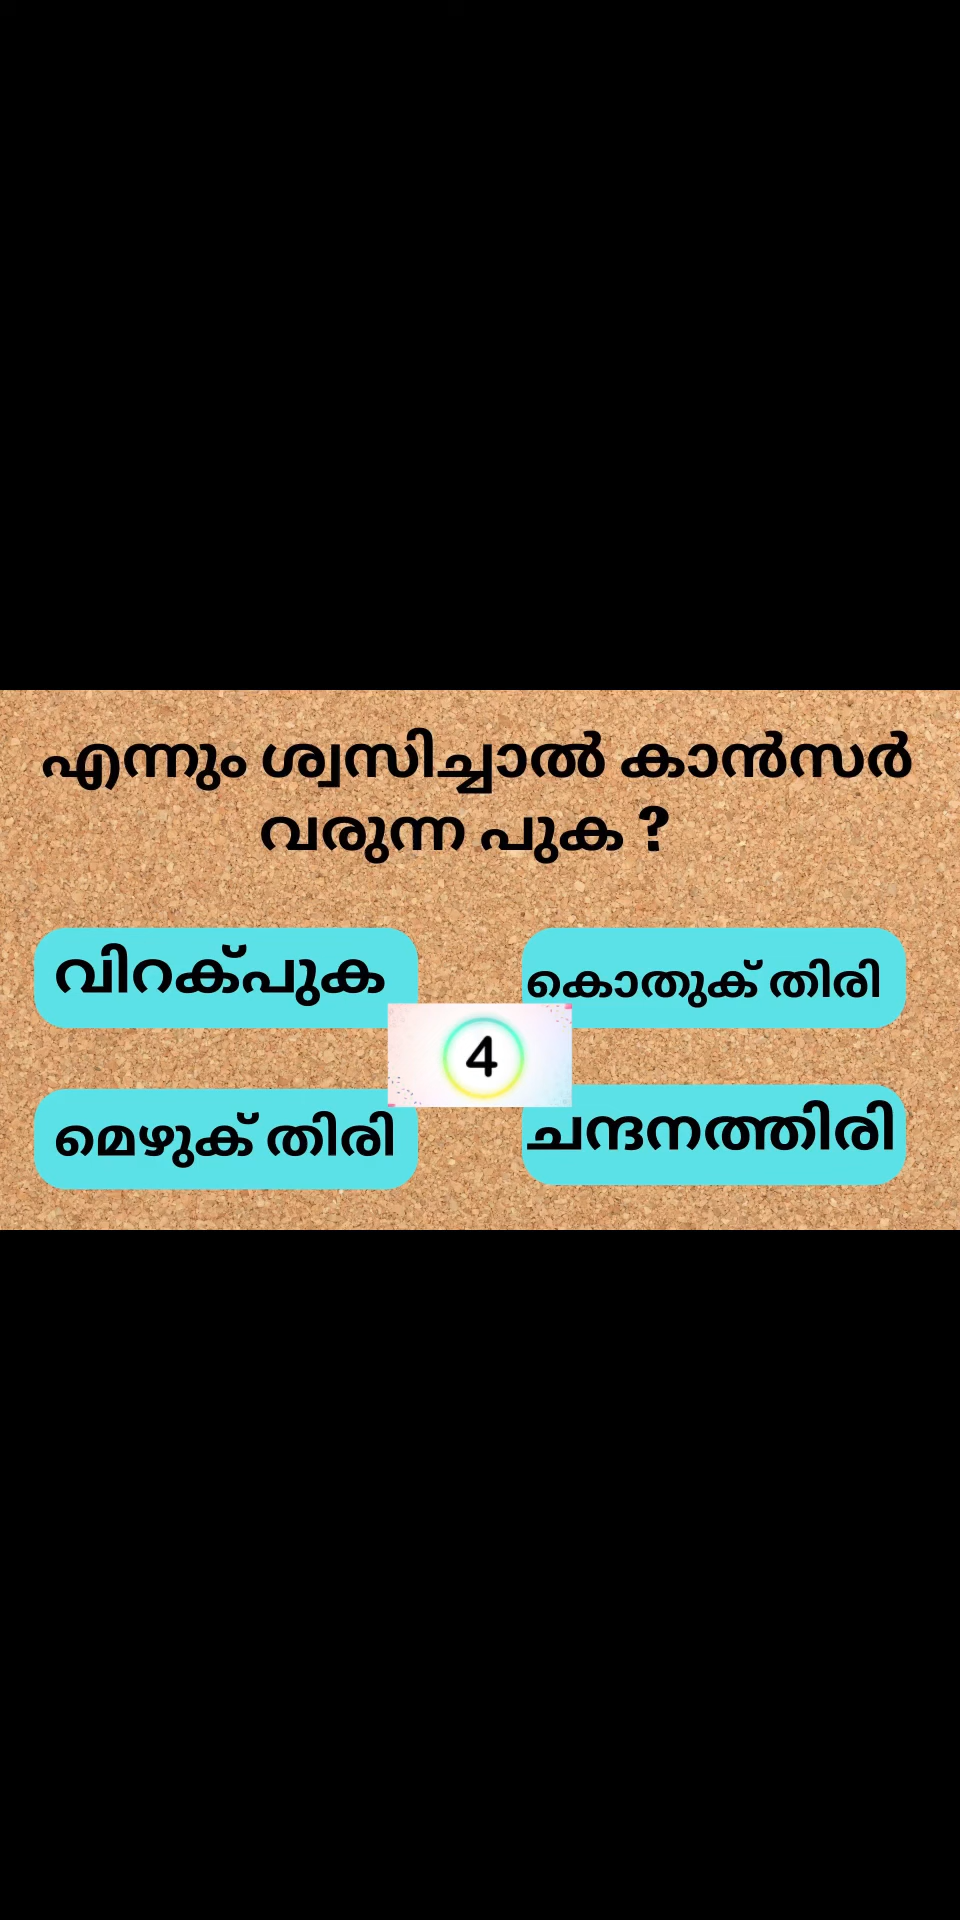 എന്നും ശ്വസിച്ചാൽ കാൻസർ
വരുന്ന പുക ?
വിറക്പുക
കൊതുക് തിരി
4
മെഴുക് തിരി
ചന്ദനത്തിരി